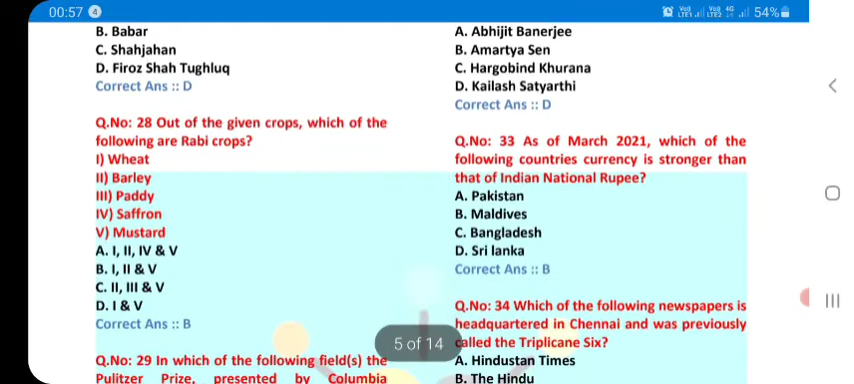 00:57 4
54%
B. Babar
C. Shahjahan
D. Firoz Shah Tughluq
Correct Ans :: D
Q.No: 28 Out of the given crops, which of the
following are Rabi crops?
I) Wheat
II) Barley
III) Paddy
IV) Saffron
V) Mustard
A. I, II, IV & V
B. I, II & V
C. II, III & V
D. I & V
Correct Ans :: B
Q.No: 29 In which of the following field(s) the
Pulitzer Prize, presented by Columbia
A. Abhijit Banerjee
B. Amartya Sen
C. Hargobind Khurana
D. Kailash Satyarthi
Correct Ans :: D
Q.No: 33 As of March 2021, which of the
following countries currency is stronger than
that of Indian National Rupee?
A. Pakistan
B. Maldives
C. Bangladesh
D. Sri lanka
Correct Ans :: B
Q.No: 34 Which of the following newspapers is
headquartered in Chennai and was previously
called the Triplicane Six?
A. Hindustan Times
B. The Hindu
5 of 14